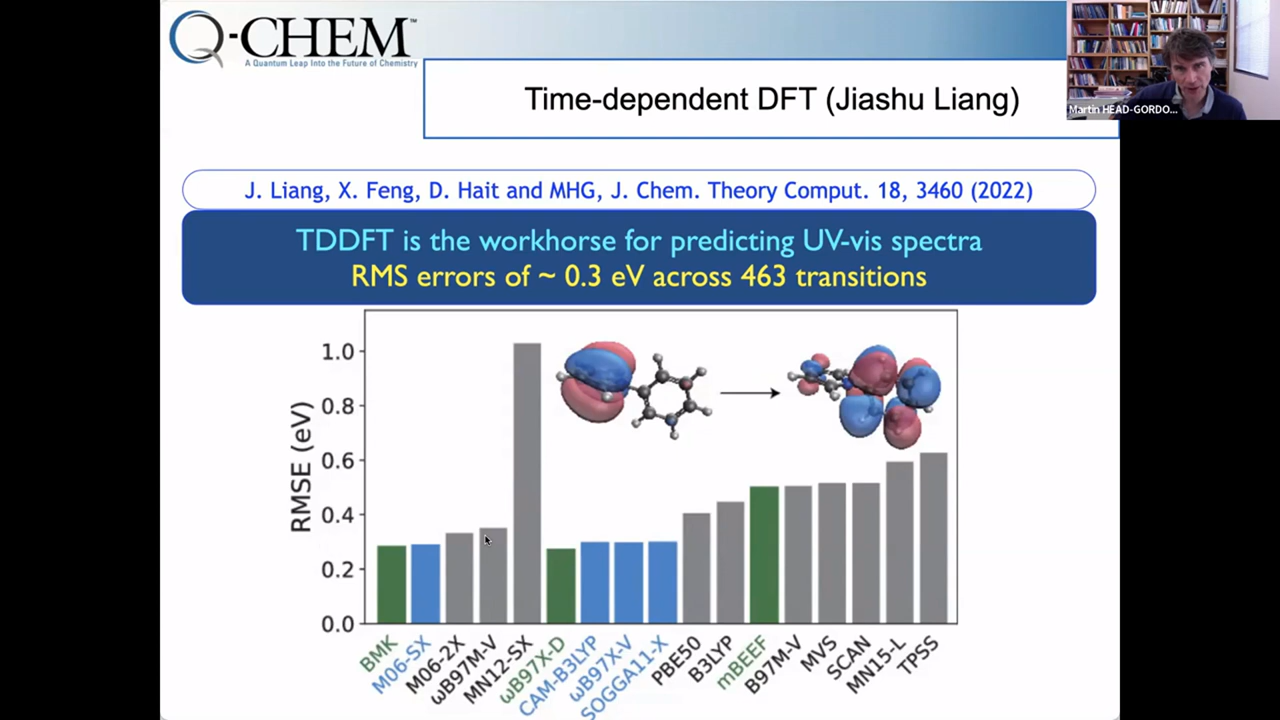 Q-CHEM™
A Quantum Leap Into the Future of Chemistry
Martin HEAD-GORDO...
Time-dependent DFT (Jiashu Liang)
J. Liang, X. Feng, D. Hait and MHG, J. Chem. Theory Comput. 18, 3460 (2022)
TDDFT is the workhorse for predicting UV-vis spectra
RMS errors of ~ 0.3 eV across 463 transitions
RMSE (eV)
1.0
0.8
0.6
0.4
0.2
0.0
BMK
M06-SX
M06-2X
ωB97M-V
MN12-SX
ωB97X-D
CAM-B3LYP
ωB97X-V
SOGGA11-X
PBE50
B3LYP
mBEEF
B97M-V
MVS
SCAN
MN15-L
TPSS